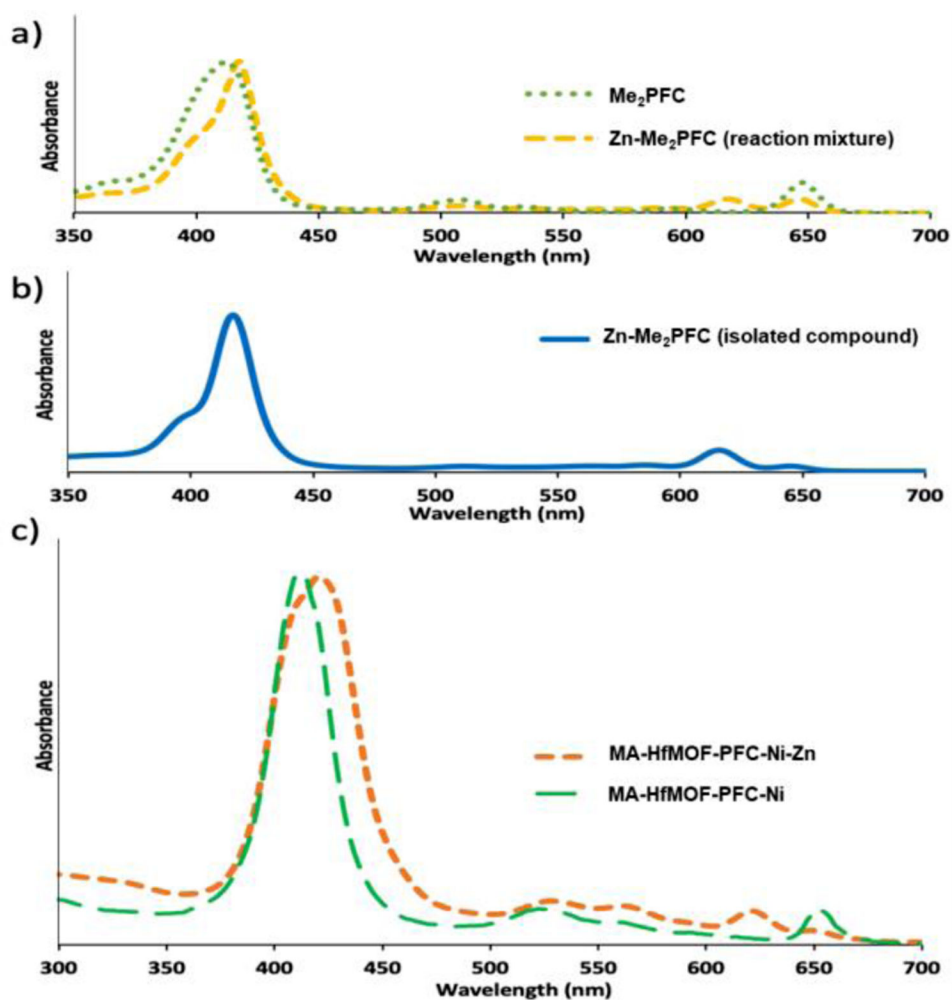 a)
Absorbance
Me₂PFC
Zn-Me₂PFC (reaction mixture)
350 400 450 500 550 600 650 700
Wavelength (nm)
b)
Absorbance
Zn-Me₂PFC (isolated compound)
350 400 450 500 550 600 650 700
Wavelength (nm)
c)
Absorbance
MA-HfMOF-PFC-Ni-Zn
MA-HfMOF-PFC-Ni
300 350 400 450 500 550 600 650 700
Wavelength (nm)